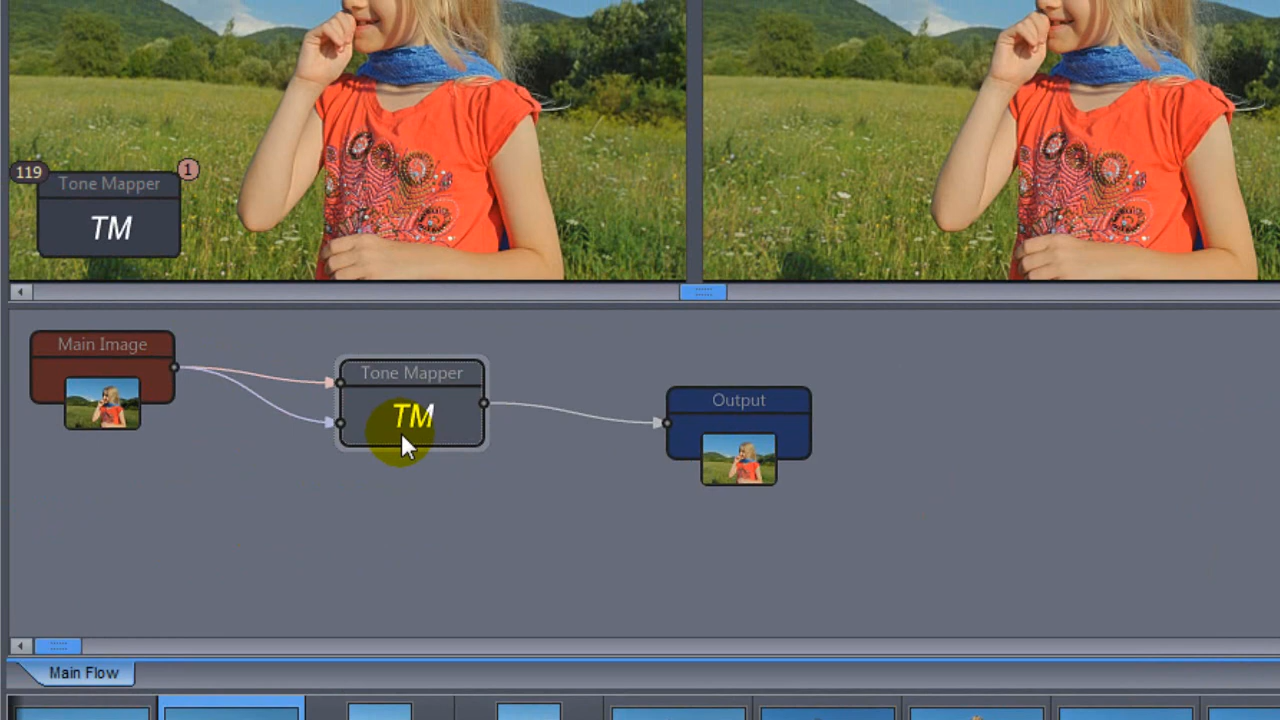 119
1
Tone Mapper
TM
Main Image
Tone Mapper
TM
Output
Main Flow